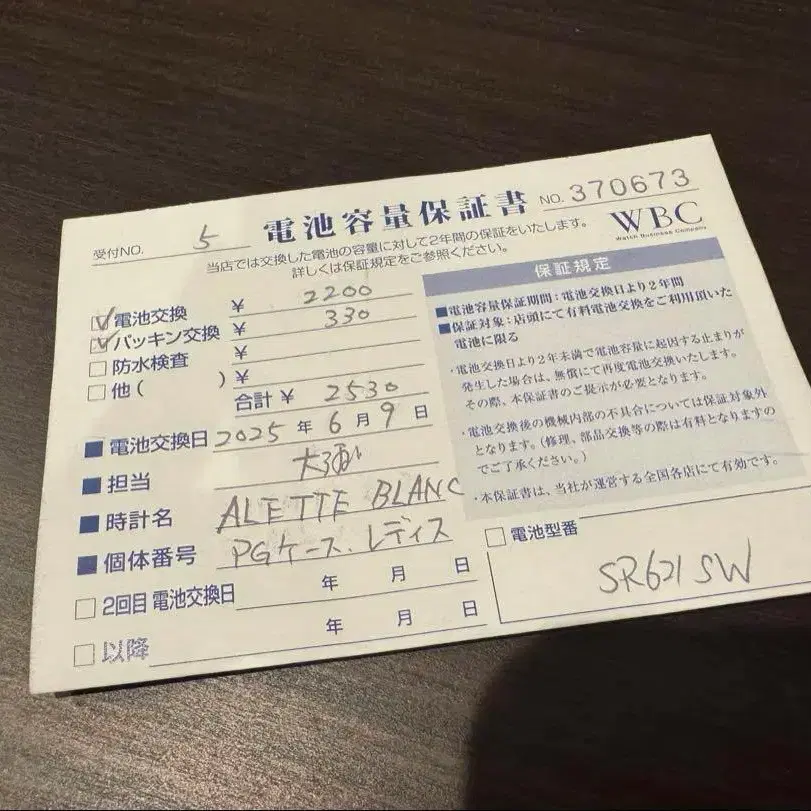 受付NO. 5
電池容量保証書
NO. 370673
WBC
Watch Business Company
当店では交換した電池の容量に対して2年間の保証をいたします。
詳しくは保証規定をご参照ください。
電池交換 ¥ 2200
パッキン交換 ¥ 330
防水検査 ¥
他( ) ¥
合計 ¥ 2530
電池交換日 2025 年 6 月 9 日
担当
時計名 ALETTE BLANC
個体番号 PGケース.レディス
2回目 電池交換日 年 月 日
以降 年 月 日
保証規定
■電池容量保証期間:電池交換日より2年間
■保証対象:店頭にて有料電池交換をご利用頂いた
電池に限る
・電池交換日より2年未満で電池容量に起因する止まりが
発生した場合は、無償にて再度電池交換いたします。
その際、本保証書のご提示が必要となります。
・電池交換後の機械内部の不具合については保証対象外
となります。(修理、部品交換等の際は有料となりますの
でご了承ください。)
・本保証書は、当社が運営する全国各店にて有効です。
電池型番
SR621SW